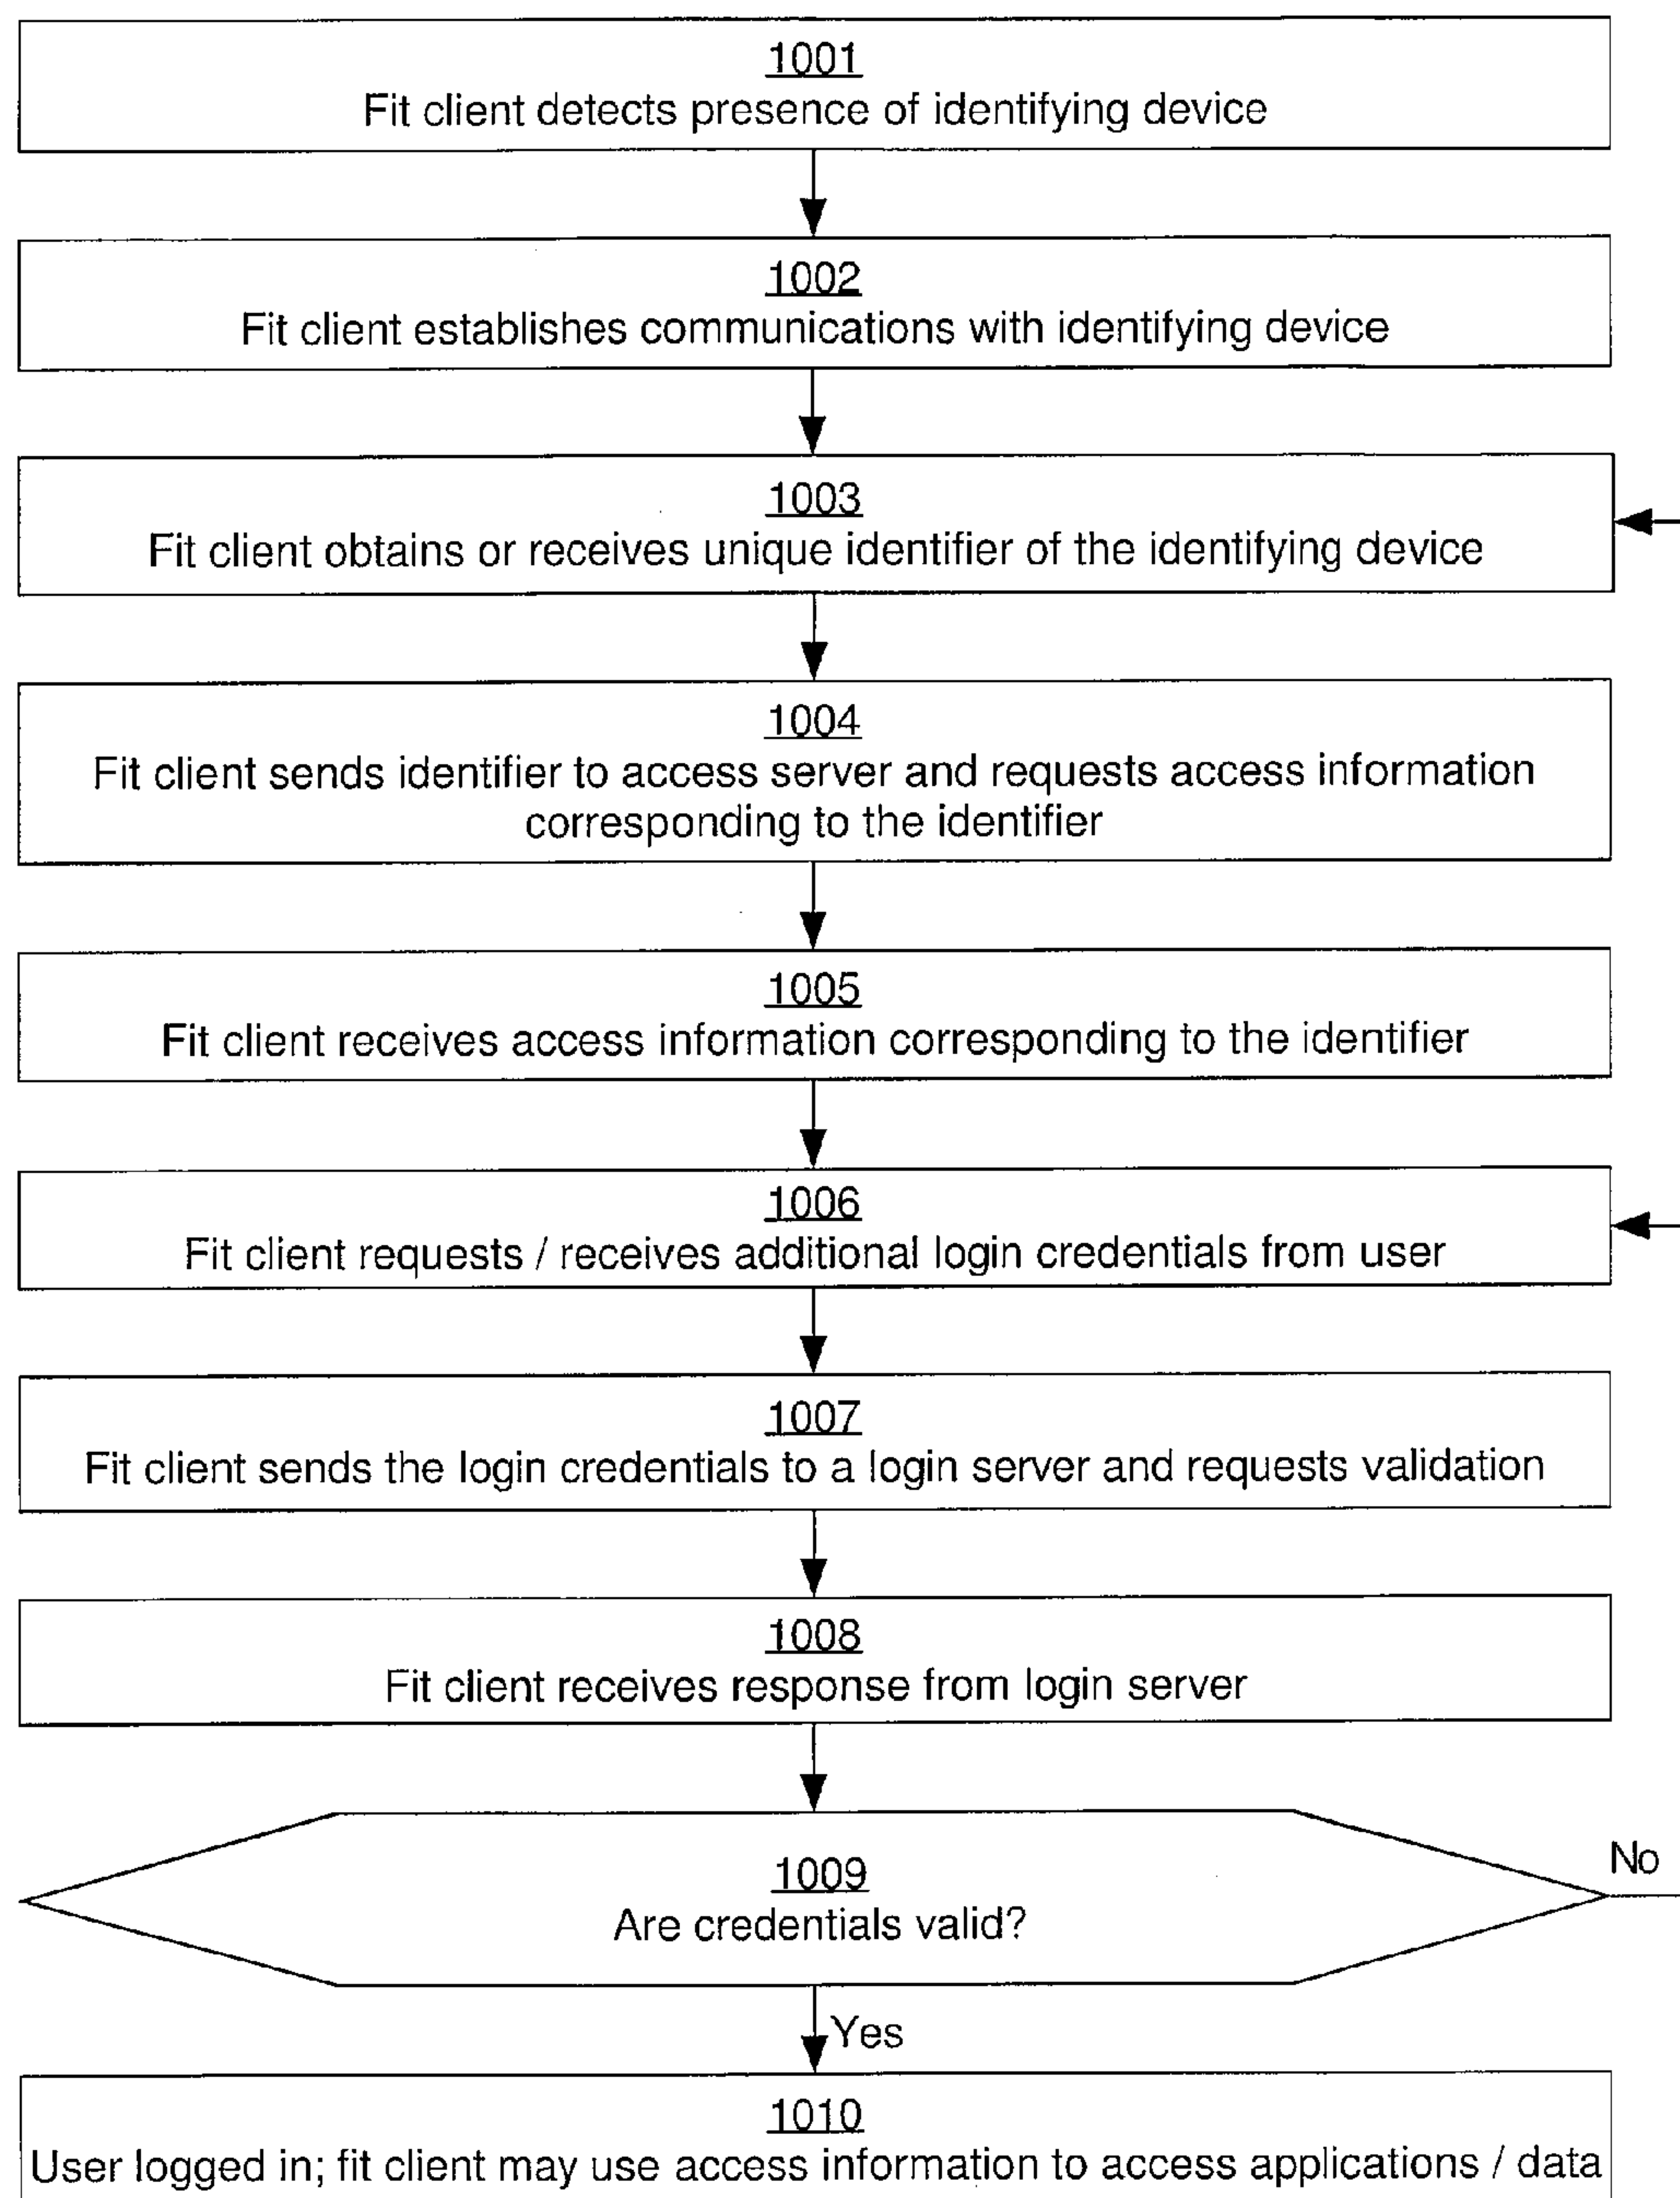 1001
Fit client detects presence of identifying device
1002
Fit client establishes communications with identifying device
1003
Fit client obtains or receives unique identifier of the identifying device
1004
Fit client sends identifier to access server and requests access information
corresponding to the identifier
1005
Fit client receives access information corresponding to the identifier
1006
Fit client requests / receives additional login credentials from user
1007
Fit client sends the login credentials to a login server and requests validation
1008
Fit client receives response from login server
1009
Are credentials valid?
No
Yes
1010
User logged in; fit client may use access information to access applications / data